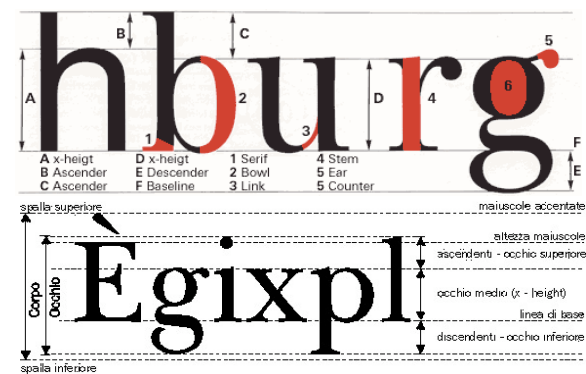 hburg
B
C
A
D
E
F
1
2
3
4
5
6
A x-heigt
B Ascender
C Ascender
D x-heigt
E Descender
F Baseline
1 Serif
2 Bowl
3 Link
4 Stem
5 Ear
5 Counter
spalla superiore
maiuscole accentate
altezza maiuscole
ascendenti - occhio superiore
Corpo
Occhio
Ègixpl
occhio medio (x - height)
linea di base
discendenti - occhio inferiore
spalla inferiore